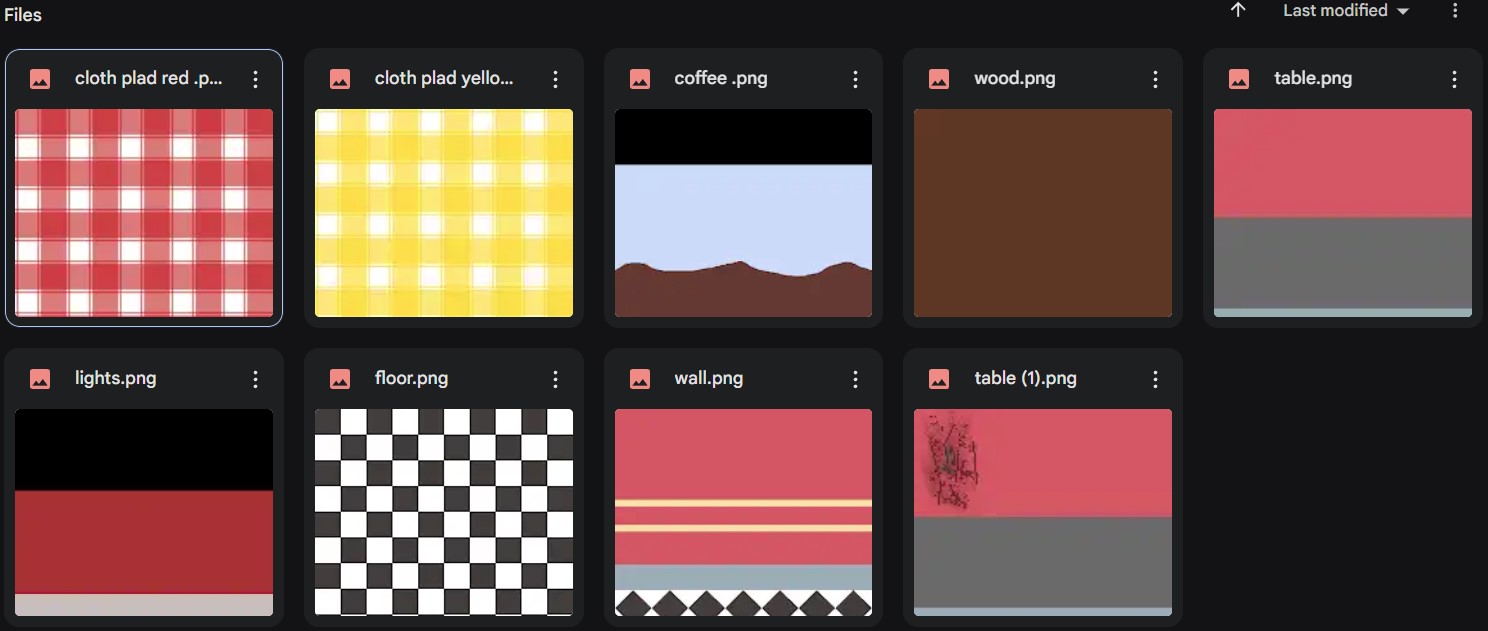 Files
Last modified
cloth plad red .p...
cloth plad yello...
coffee .png
wood.png
table.png
lights.png
floor.png
wall.png
table (1).png